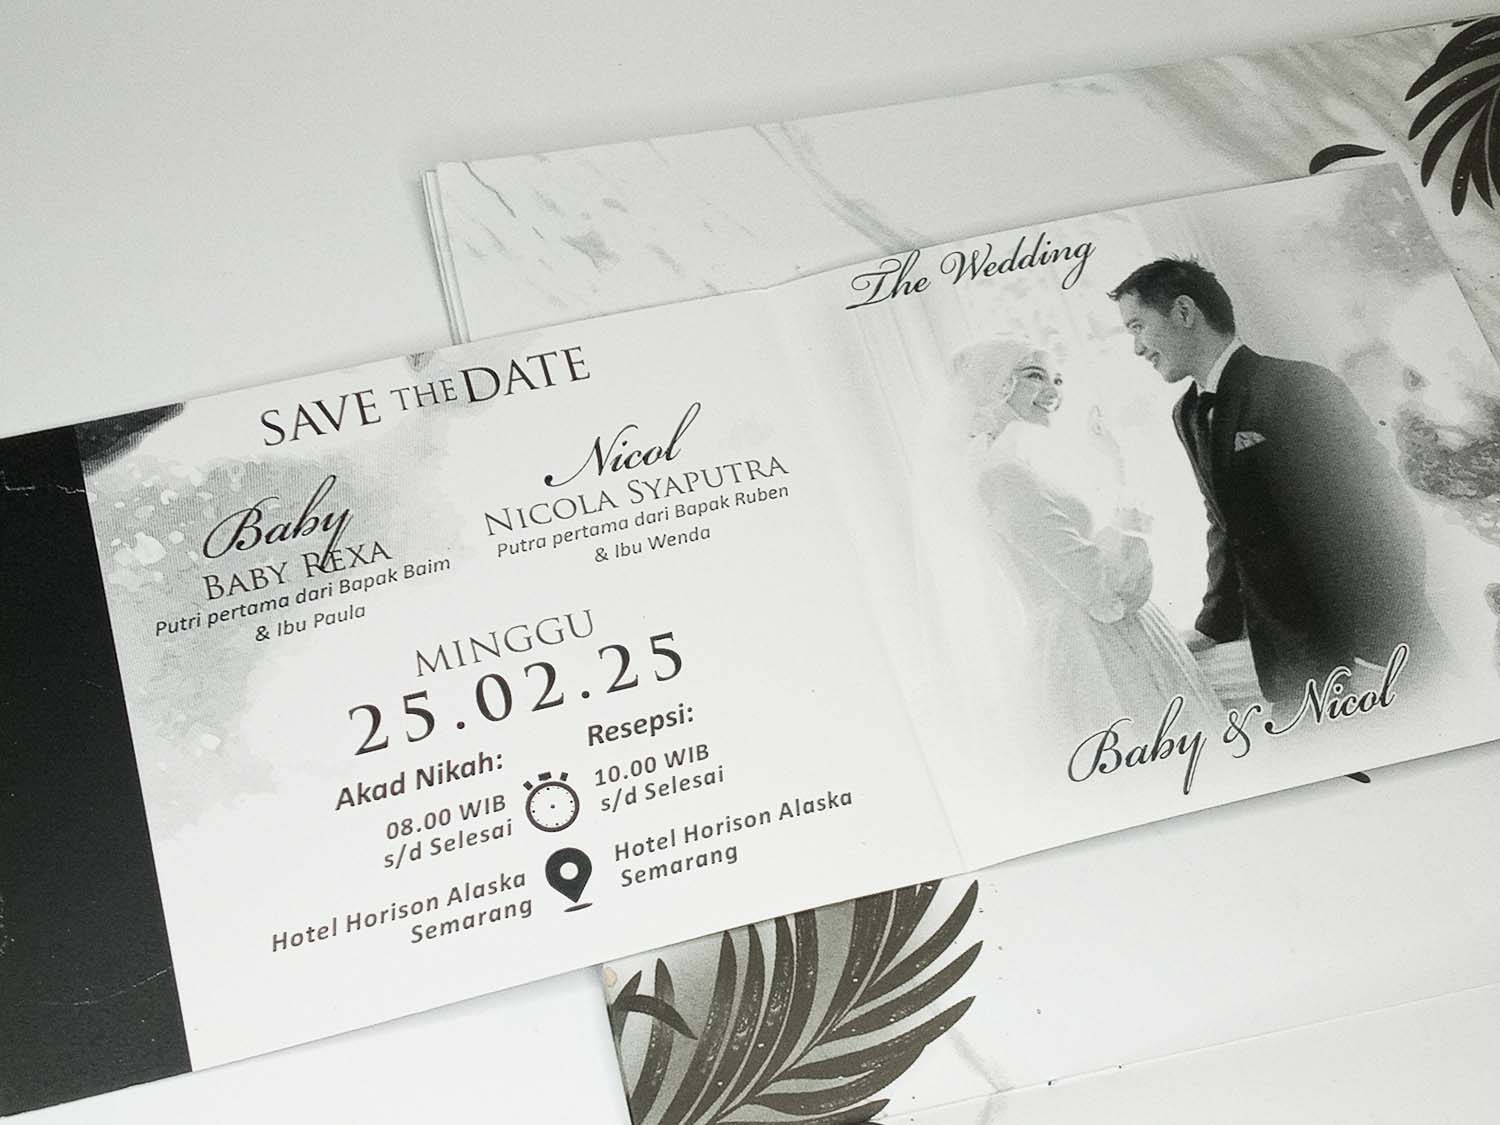 SAVE THE DATE
Baby
BABY REXA
Putri pertama dari Bapak Baim
& Ibu Paula
Nicol
NICOLA SYAPUTRA
Putra pertama dari Bapak Ruben
& Ibu Wenda
MINGGU
25.02.25
Akad Nikah:
08.00 WIB
s/d Selesai
Hotel Horison Alaska
Semarang
Resepsi:
10.00 WIB
s/d Selesai
Hotel Horison Alaska
Semarang
The Wedding
Baby & Nicol